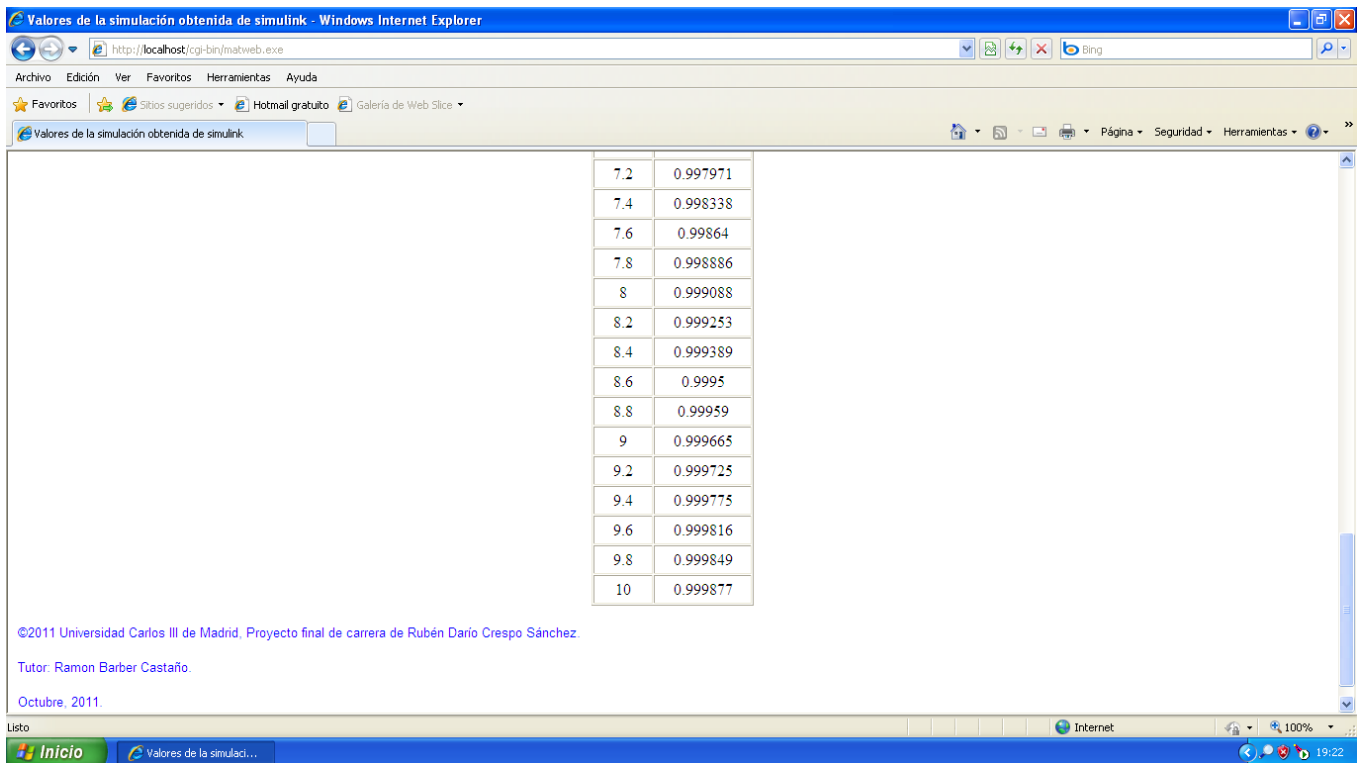 Valores de la simulación obtenida de simulink - Windows Internet Explorer
http://localhost/cgi-bin/matweb.exe
Bing
Archivo Edición Ver Favoritos Herramientas Ayuda
Favoritos Sitios sugeridos Hotmail gratuito Galería de Web Slice
Valores de la simulación obtenida de simulink
Página Seguridad Herramientas
7.2 0.997971
7.4 0.998338
7.6 0.99864
7.8 0.998886
8 0.999088
8.2 0.999253
8.4 0.999389
8.6 0.9995
8.8 0.99959
9 0.999665
9.2 0.999725
9.4 0.999775
9.6 0.999816
9.8 0.999849
10 0.999877
©2011 Universidad Carlos III de Madrid, Proyecto final de carrera de Rubén Darío Crespo Sánchez.
Tutor: Ramon Barber Castaño.
Octubre, 2011.
Listo Internet 100%
Inicio Valores de la simulaci... 19:22